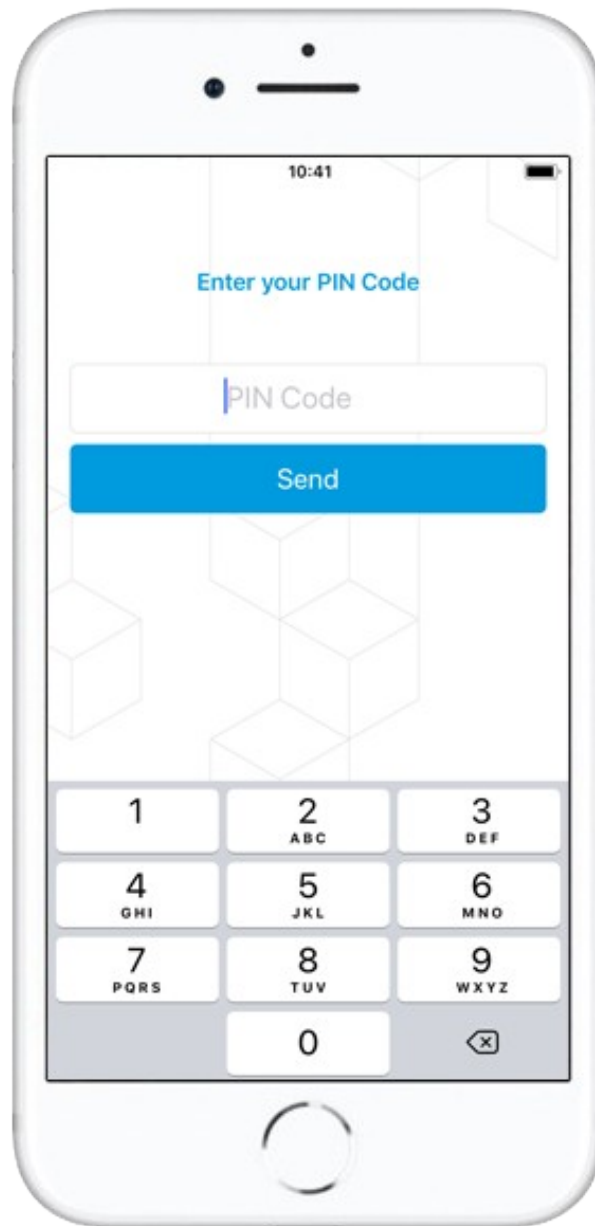 10:41
Enter your PIN Code
PIN Code
Send
1 2 3
ABC DEF
4 5 6
GHI JKL MNO
7 8 9
PQRS TUV WXYZ
0